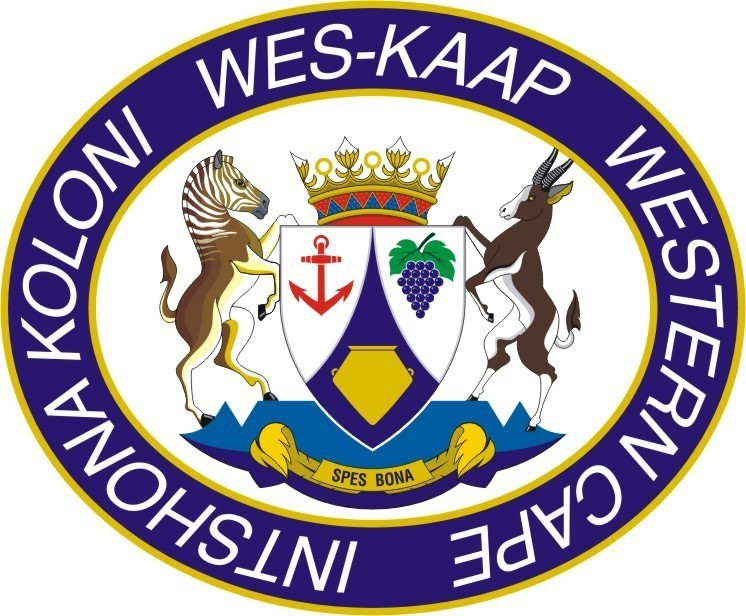 WES-KAAP
WESTERN CAPE
INTSHONA KOLONI
SPES BONA